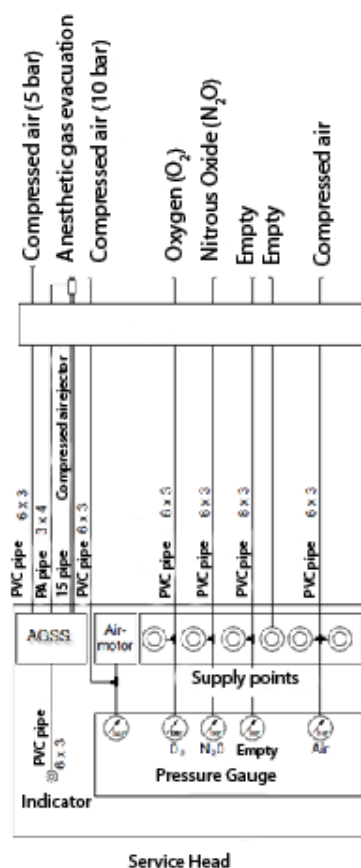 Compressed air (5 bar)
Anesthetic gas evacuation
Compressed air (10 bar)
Oxygen (O₂)
Nitrous Oxide (N₂O)
Empty
Empty
Compressed air
PVC pipe 6 x 3
PA pipe 3 x 4
15 pipe Compressed air ejector
PVC pipe 6 x 3
PVC pipe 6 x 3
PVC pipe 6 x 3
PVC pipe 6 x 3
PVC pipe 6 x 3
AGSS
Air-
motor
Supply points
PVC pipe
6 x 3
Indicator
O₂ N₂O Empty Air
Pressure Gauge
Service Head